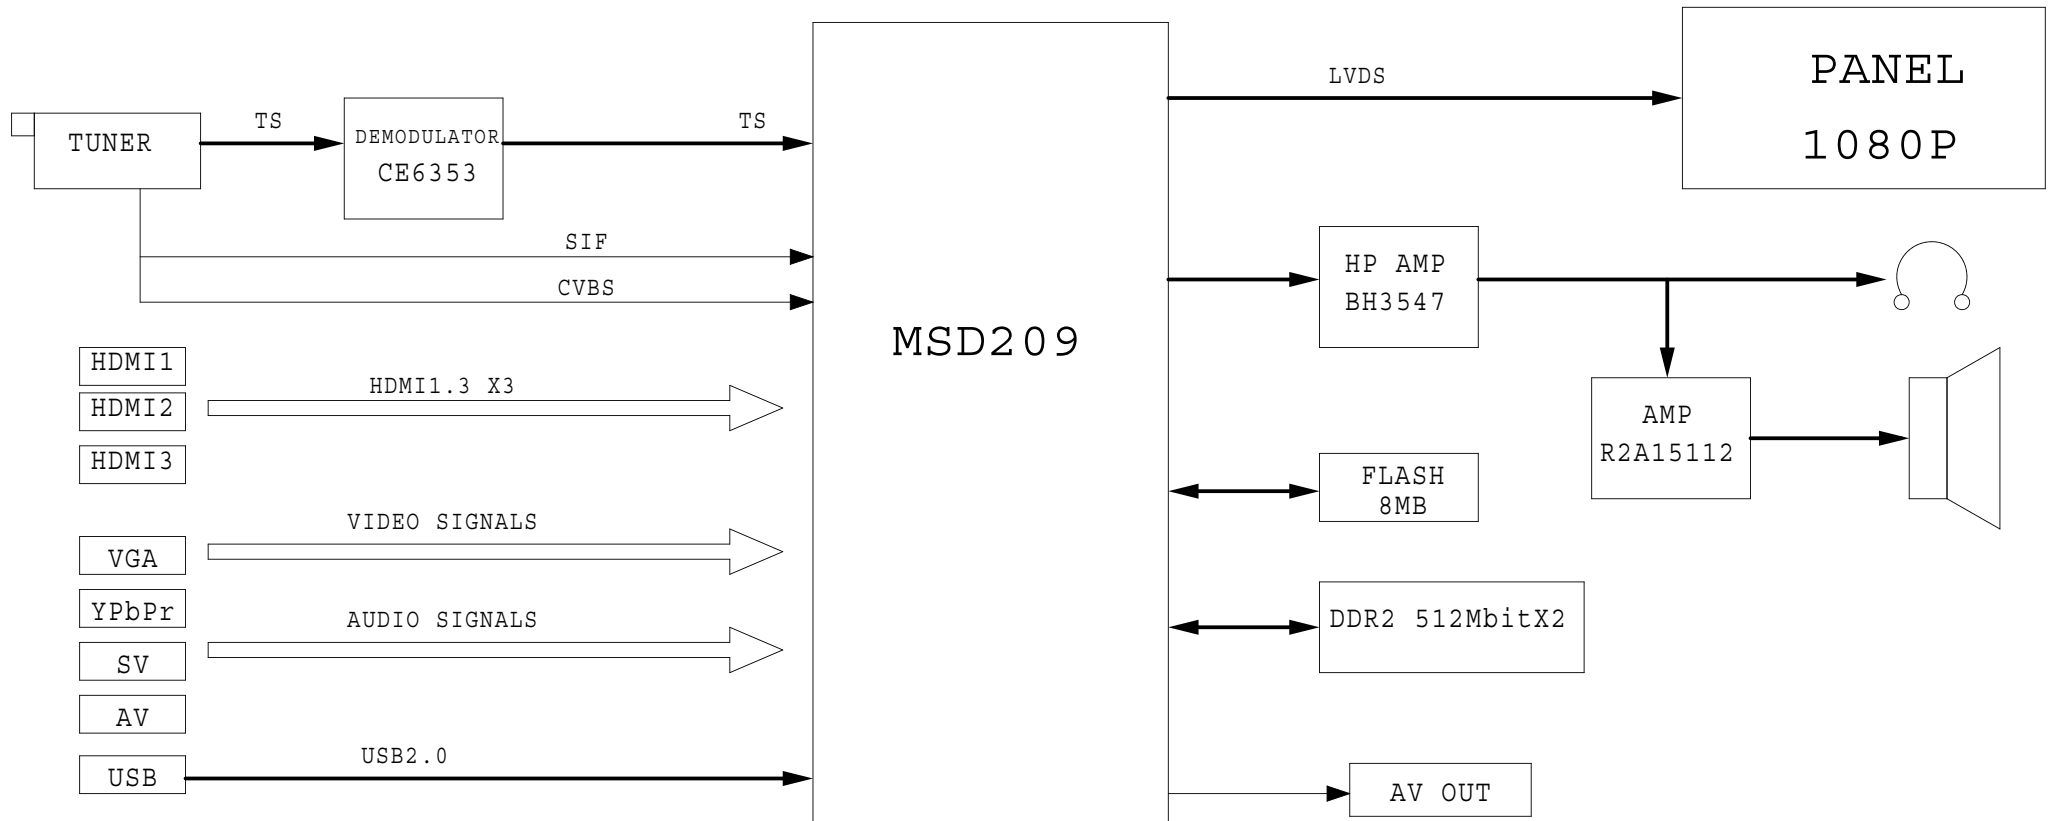 PANEL
1080P
LVDS
TS
TS
TUNER
DEMODULATOR
CE6353
SIF
CVBS
HP AMP
BH3547
MSD209
HDMI1
HDMI2
HDMI3
HDMI1.3 X3
AMP
R2A15112
FLASH
8MB
VIDEO SIGNALS
VGA
YPbPr
AUDIO SIGNALS
DDR2 512MbitX2
SV
AV
USB2.0
USB
AV OUT